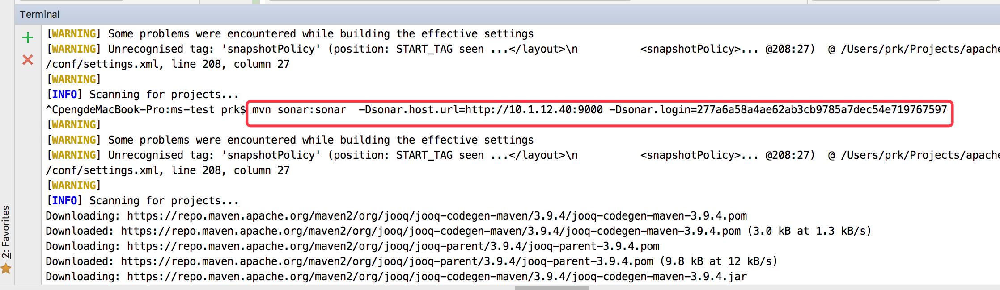 Terminal
[WARNING] Some problems were encountered while building the effective settings
[WARNING] Unrecognised tag: 'snapshotPolicy' (position: START_TAG seen ...</layout>\n          <snapshotPolicy>... @208:27)  @ /Users/prk/Projects/apache
/conf/settings.xml, line 208, column 27
[WARNING]
[INFO] Scanning for projects...
^CpengdeMacBook-Pro:ms-test prk$ mvn sonar:sonar  -Dsonar.host.url=http://10.1.12.40:9000 -Dsonar.login=277a6a58a4ae62ab3cb9785a7dec54e719767597
[WARNING]
[WARNING] Some problems were encountered while building the effective settings
[WARNING] Unrecognised tag: 'snapshotPolicy' (position: START_TAG seen ...</layout>\n          <snapshotPolicy>... @208:27)  @ /Users/prk/Projects/apache
/conf/settings.xml, line 208, column 27
[WARNING]
[INFO] Scanning for projects...
Downloading: https://repo.maven.apache.org/maven2/org/jooq/jooq-codegen-maven/3.9.4/jooq-codegen-maven-3.9.4.pom
Downloaded: https://repo.maven.apache.org/maven2/org/jooq/jooq-codegen-maven/3.9.4/jooq-codegen-maven-3.9.4.pom (3.0 kB at 1.3 kB/s)
Downloading: https://repo.maven.apache.org/maven2/org/jooq/jooq-parent/3.9.4/jooq-parent-3.9.4.pom
Downloaded: https://repo.maven.apache.org/maven2/org/jooq/jooq-parent/3.9.4/jooq-parent-3.9.4.pom (9.8 kB at 12 kB/s)
Downloading: https://repo.maven.apache.org/maven2/org/jooq/jooq-codegen-maven/3.9.4/jooq-codegen-maven-3.9.4.jar
2: Favorites